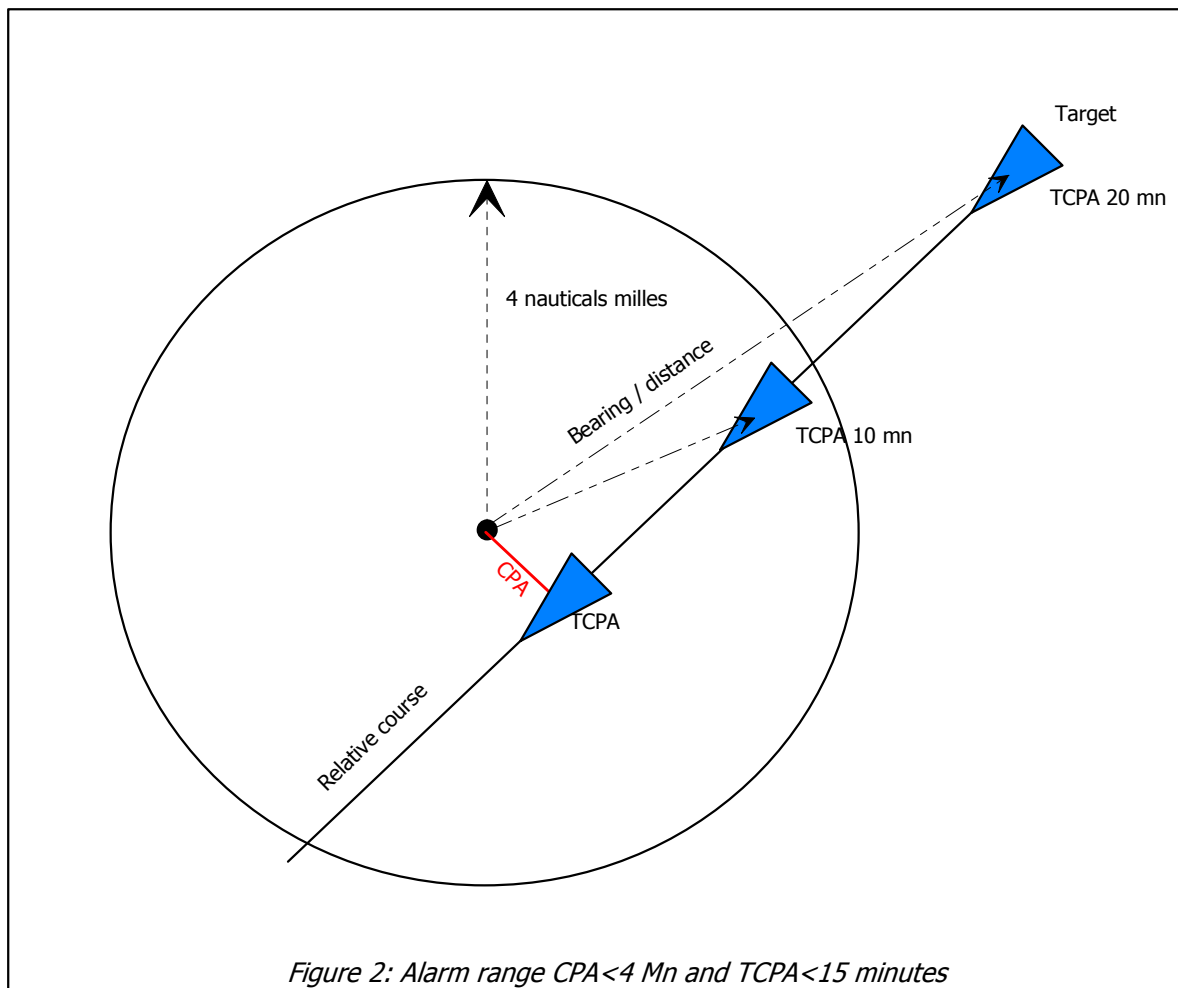 Target
TCPA 20 mn
4 nauticals milles
Bearing / distance
TCPA 10 mn
CPA
TCPA
Relative course
Figure 2: Alarm range CPA<4 Mn and TCPA<15 minutes